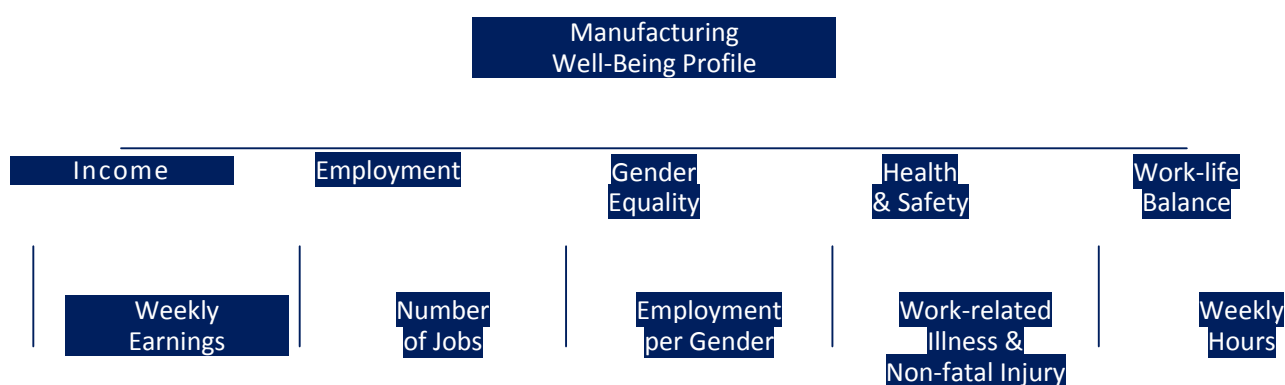 Manufacturing
Well-Being Profile
Income
Employment
Gender
Equality
Health
& Safety
Work-life
Balance
Weekly
Earnings
Number
of Jobs
Employment
per Gender
Work-related
Illness &
Non-fatal Injury
Weekly
Hours